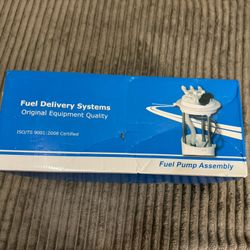 Fuel Delivery Systems
Original Equipment Quality
ISO/TS 9001:2008 Certified
Fuel Pump Assembly